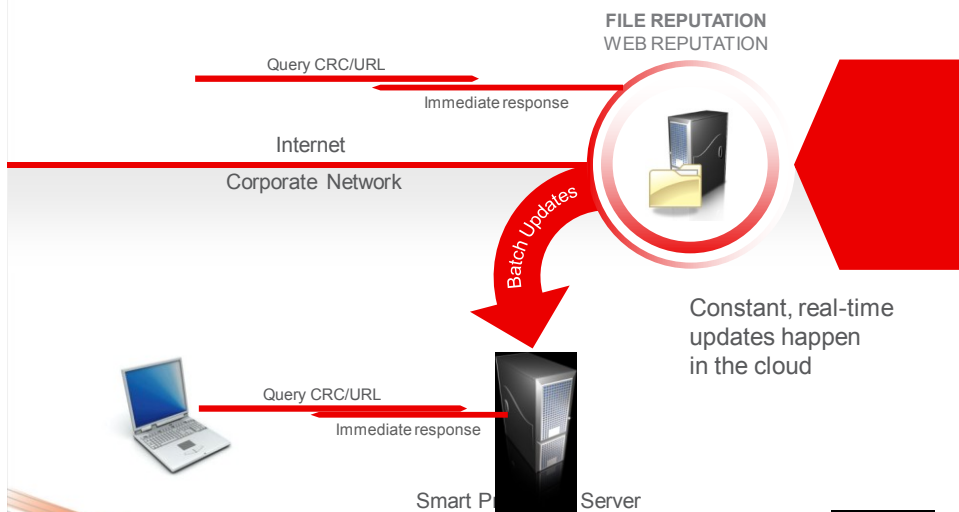 FILE REPUTATION
WEB REPUTATION
Query CRC/URL
Immediate response
Internet
Corporate Network
Batch Updates
Constant, real-time
updates happen
in the cloud
Query CRC/URL
Immediate response
Smart Server